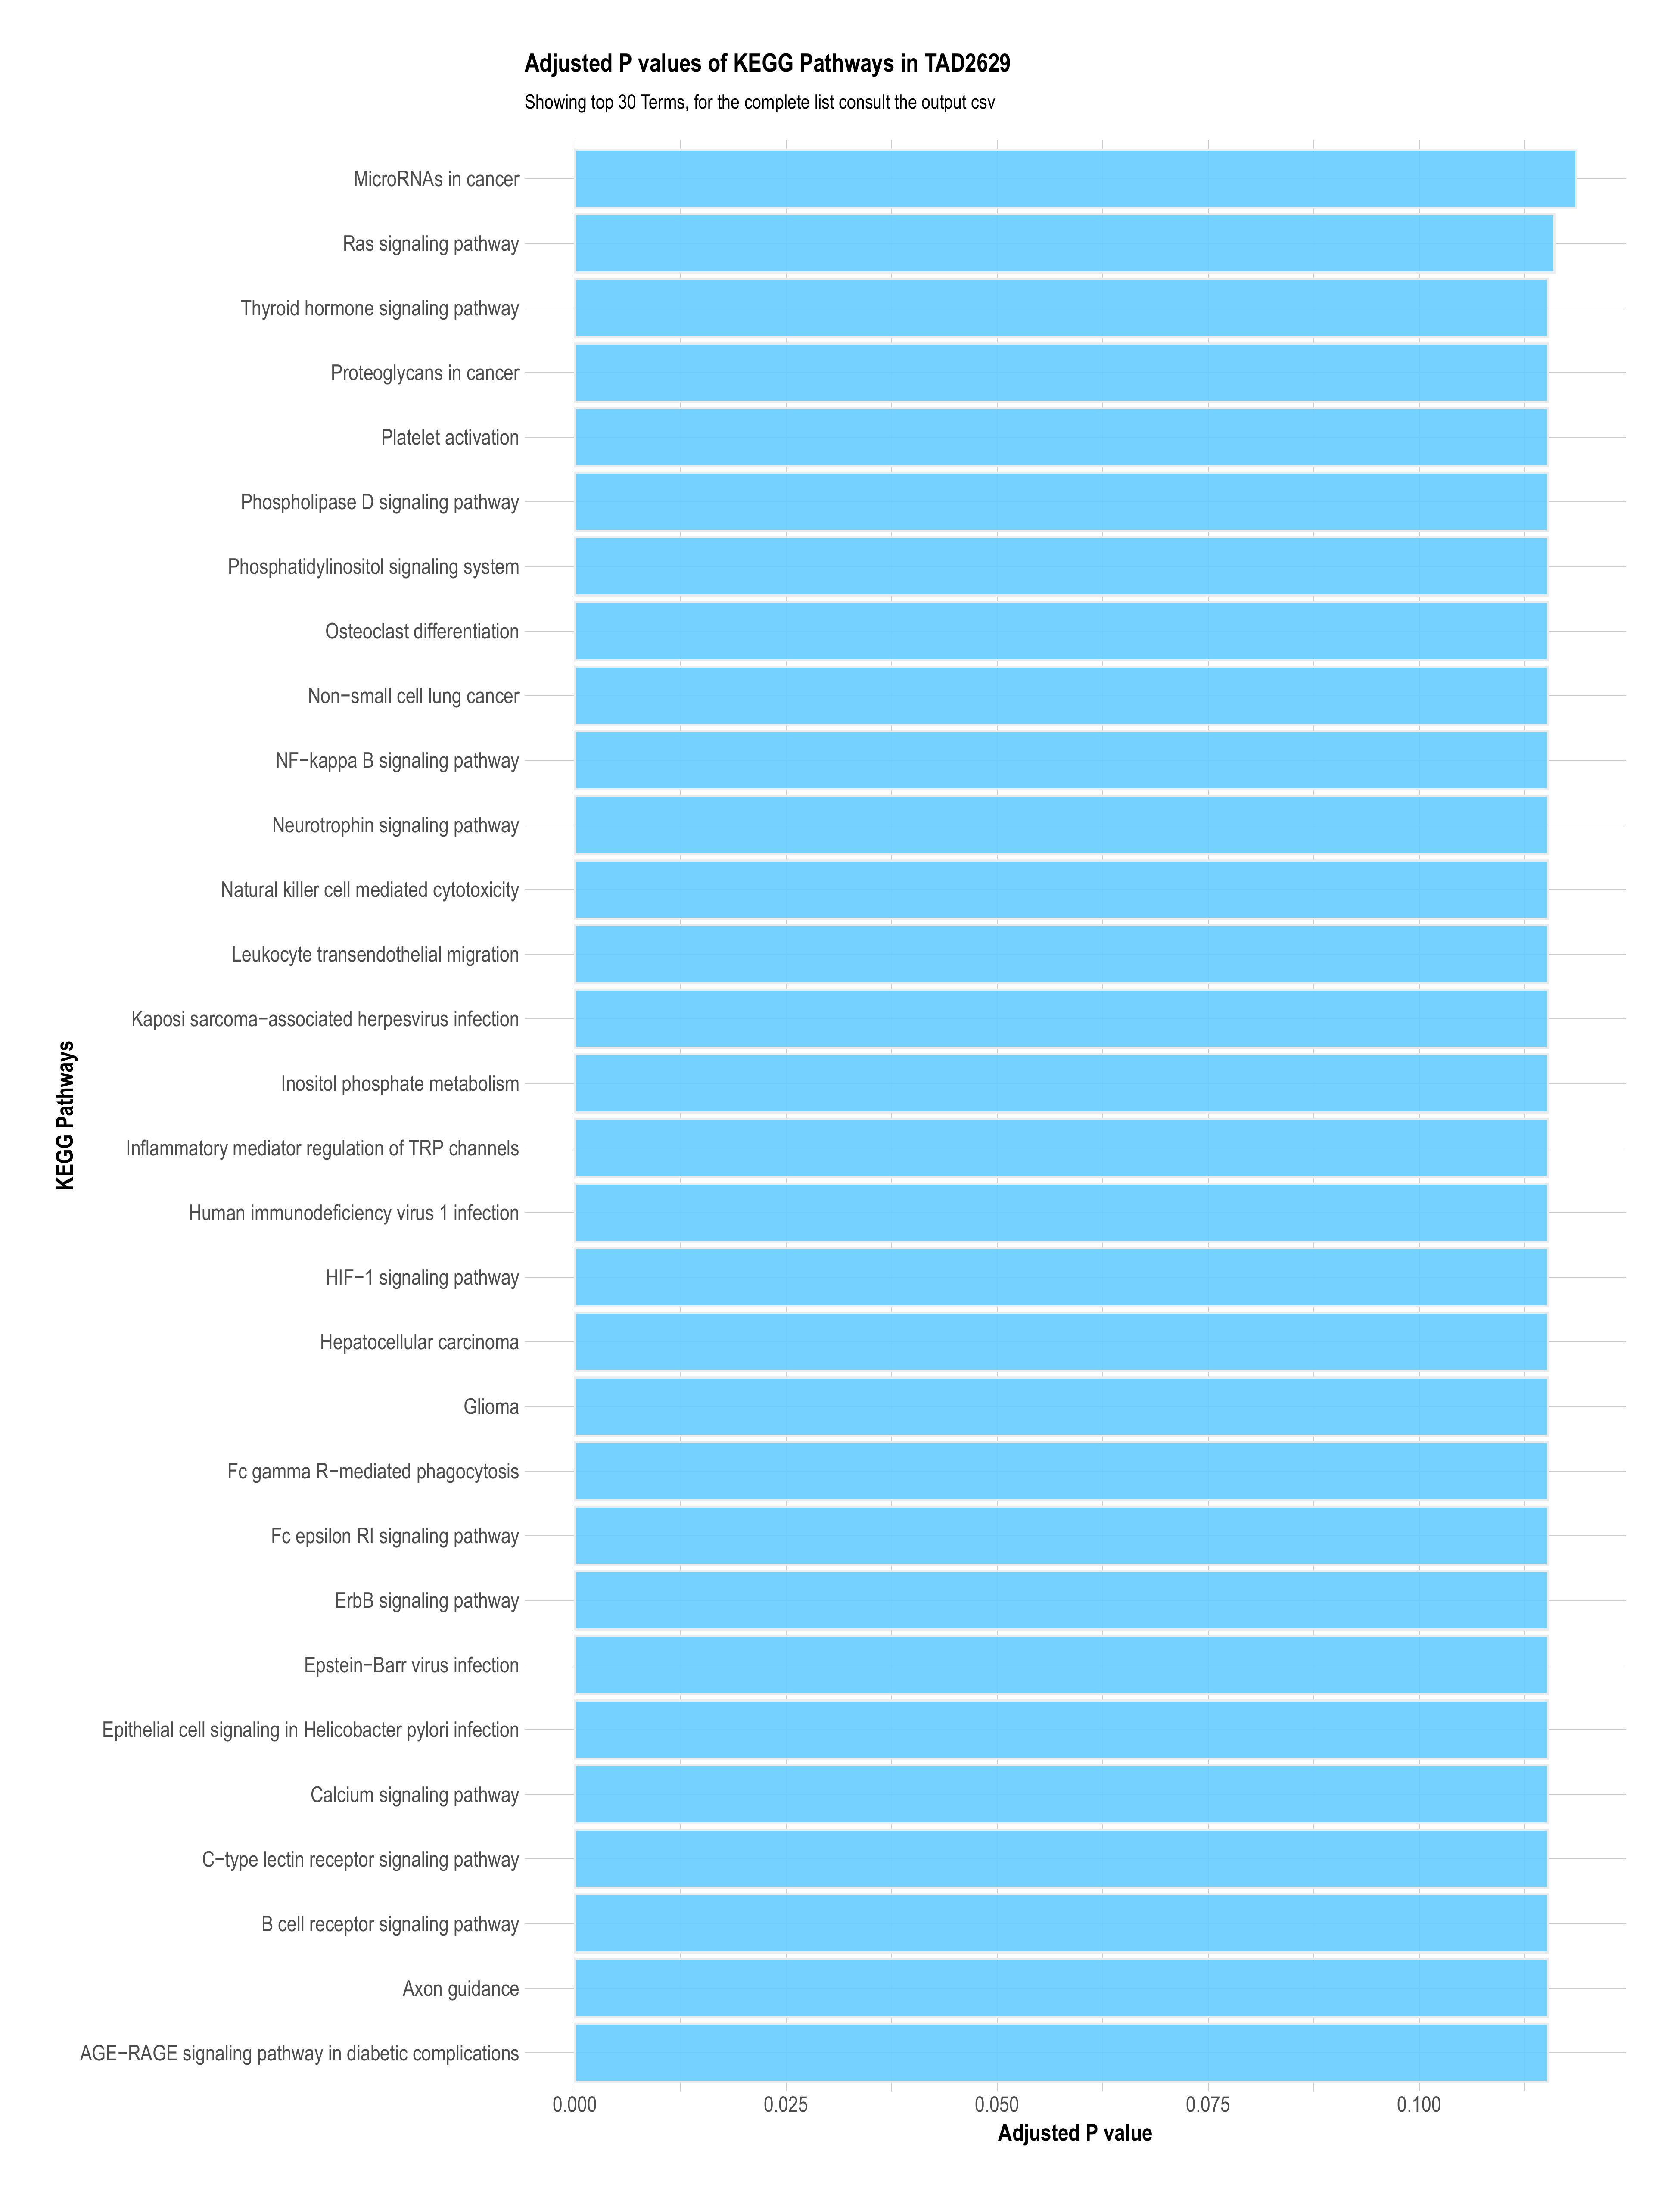 Adjusted P values of KEGG Pathways in TAD2629
Showing top 30 Terms, for the complete list consult the output csv
MicroRNAs in cancer
Ras signaling pathway
Thyroid hormone signaling pathway
Proteoglycans in cancer
Platelet activation
Phospholipase D signaling pathway
Phosphatidylinositol signaling system
Osteoclast differentiation
Non−small cell lung cancer
NF−kappa B signaling pathway
Neurotrophin signaling pathway
Natural killer cell mediated cytotoxicity
Leukocyte transendothelial migration
Kaposi sarcoma−associated herpesvirus infection
Inositol phosphate metabolism
Inflammatory mediator regulation of TRP channels
Human immunodeficiency virus 1 infection
HIF−1 signaling pathway
Hepatocellular carcinoma
Glioma
Fc gamma R−mediated phagocytosis
Fc epsilon RI signaling pathway
ErbB signaling pathway
Epstein−Barr virus infection
Epithelial cell signaling in Helicobacter pylori infection
Calcium signaling pathway
C−type lectin receptor signaling pathway
B cell receptor signaling pathway
Axon guidance
AGE−RAGE signaling pathway in diabetic complications
KEGG Pathways
0.000 0.025 0.050 0.075 0.100
Adjusted P value